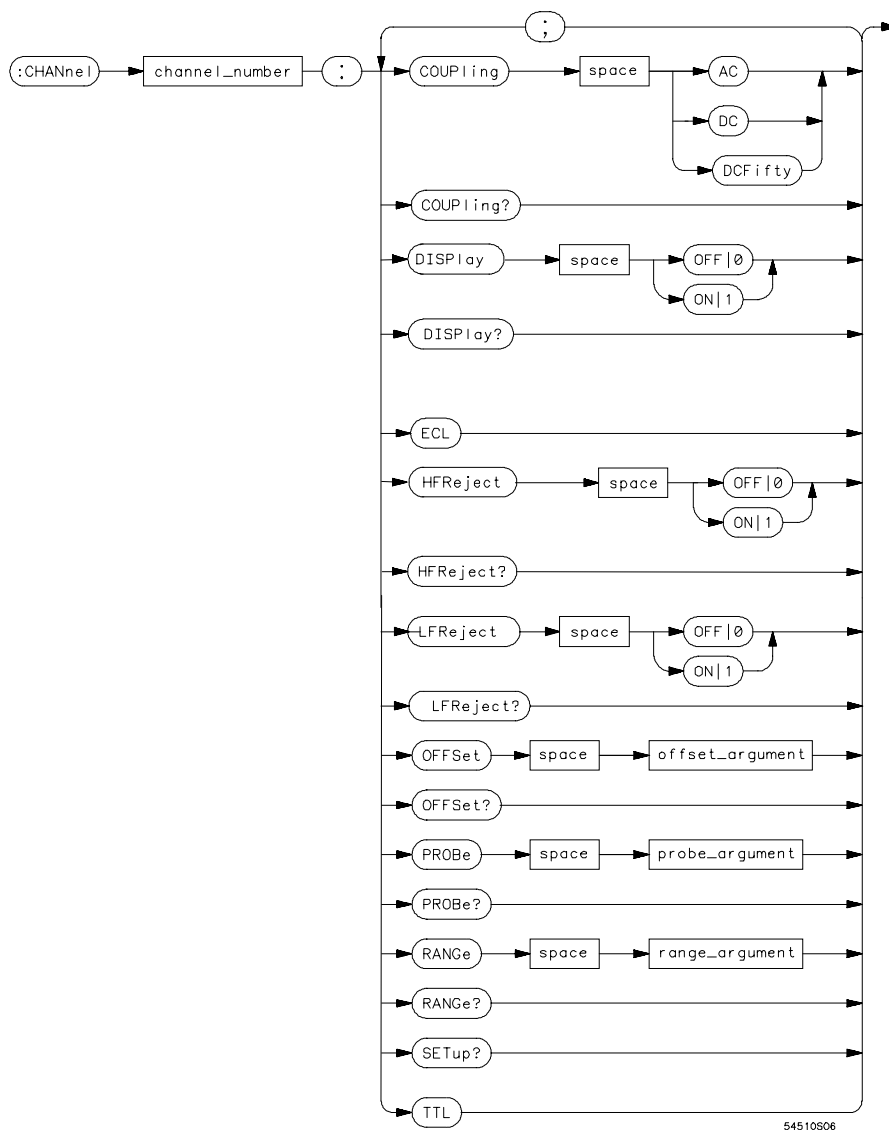 ;
:CHANnel channel_number : COUPling space AC
DC
DCFifty
COUPling?
DISPlay space OFF|0
ON|1
DISPlay?
ECL
HFReject space OFF|0
ON|1
HFReject?
LFReject space OFF|0
ON|1
LFReject?
OFFSet space offset_argument
OFFSet?
PROBe space probe_argument
PROBe?
RANGe space range_argument
RANGe?
SETup?
TTL
54510S06